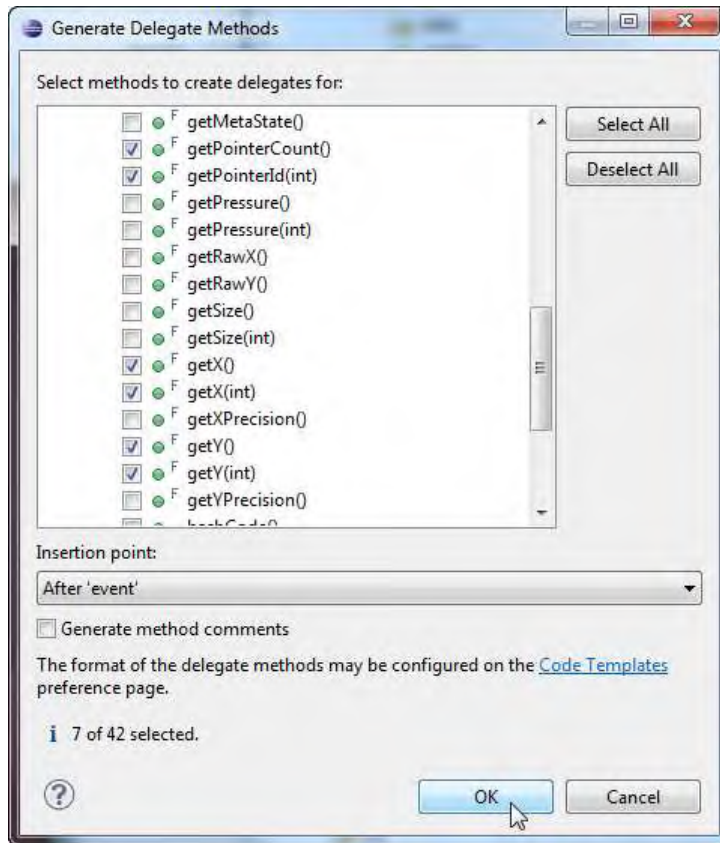 Generate Delegate Methods
Select methods to create delegates for:
F getMetaState()
F getPointerCount()
F getPointerId(int)
F getPressure()
F getPressure(int)
F getRawX()
F getRawY()
F getSize()
F getSize(int)
F getX()
F getX(int)
F getXPrecision()
F getY()
F getY(int)
F getYPrecision()
hashCode()
Select All
Deselect All
Insertion point:
After 'event'
Generate method comments
The format of the delegate methods may be configured on the Code Templates
preference page.
i 7 of 42 selected.
? OK Cancel